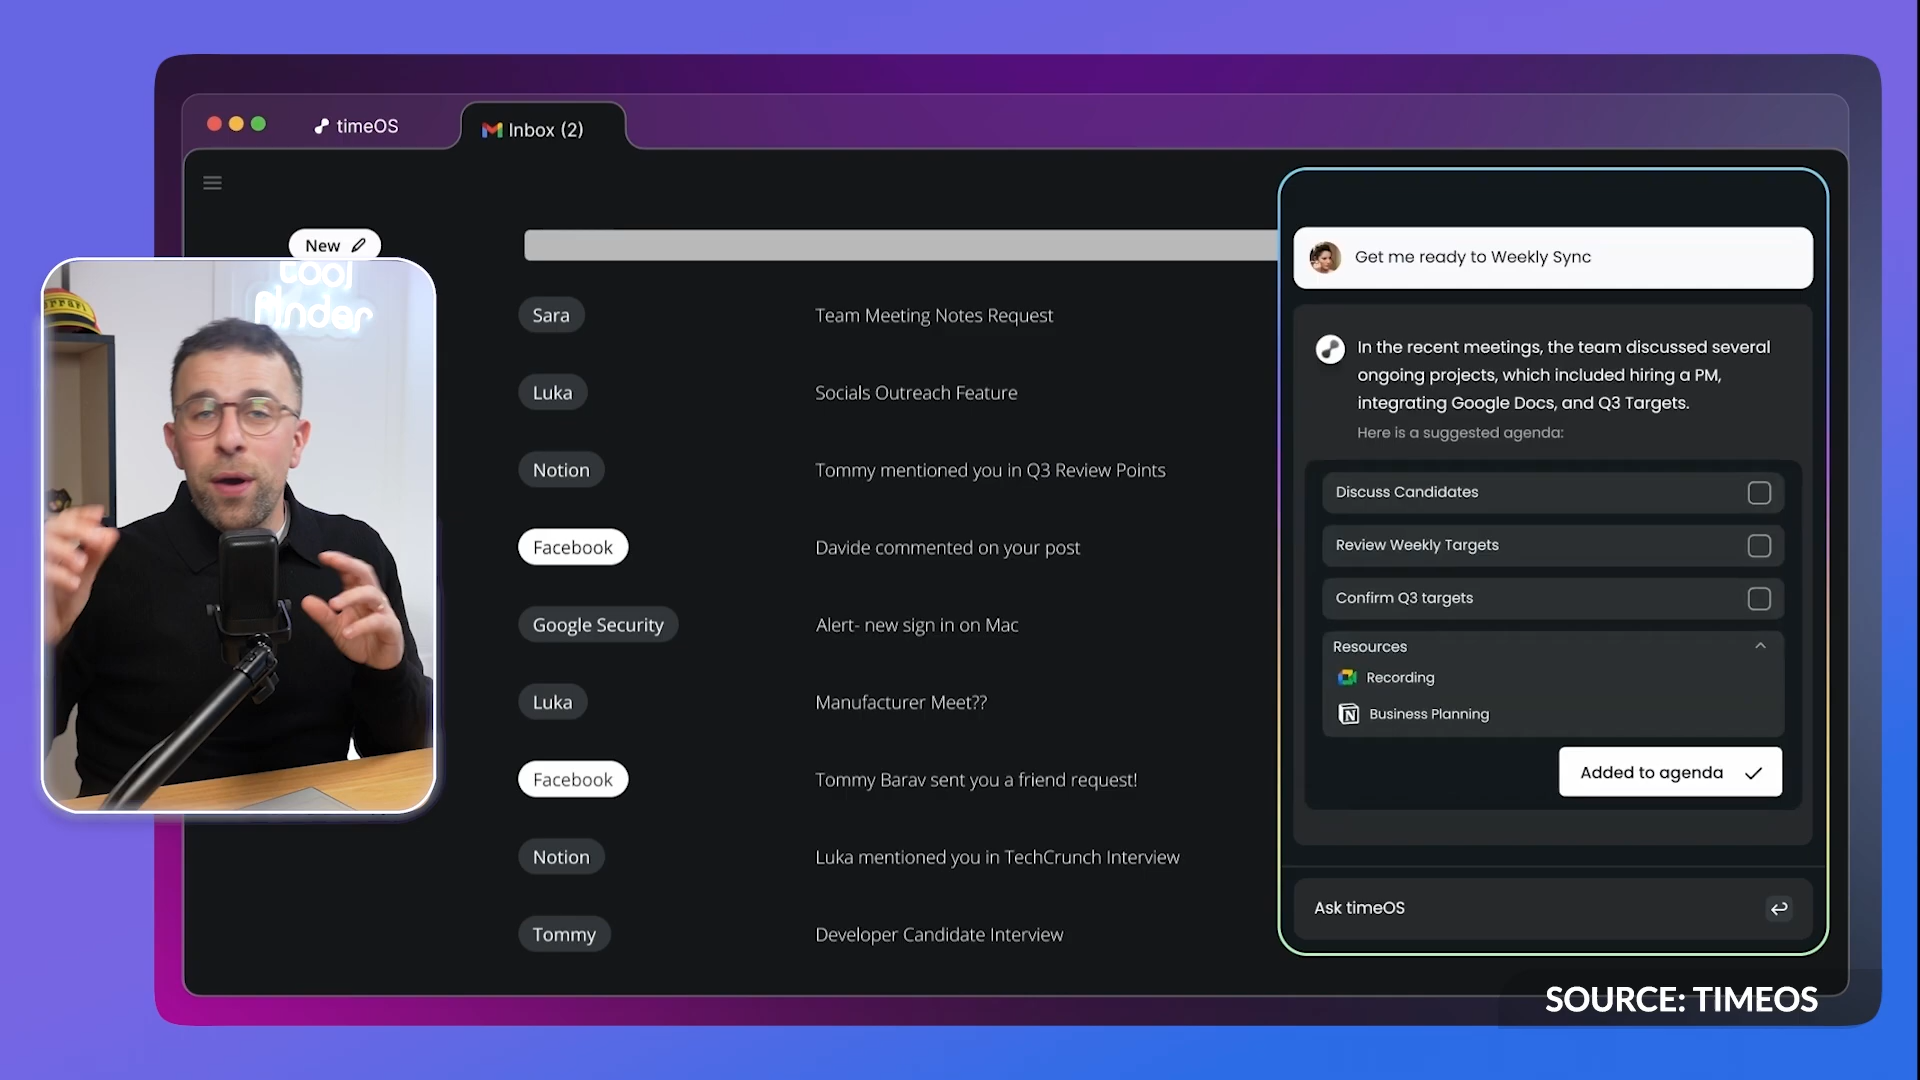 timeOS
Inbox (2)
New
tool
finder
Ferrari
Sara
Team Meeting Notes Request
Luka
Socials Outreach Feature
Notion
Tommy mentioned you in Q3 Review Points
Facebook
Davide commented on your post
Google Security
Alert- new sign in on Mac
Luka
Manufacturer Meet??
Facebook
Tommy Barav sent you a friend request!
Notion
Luka mentioned you in TechCrunch Interview
Tommy
Developer Candidate Interview
Get me ready to Weekly Sync
In the recent meetings, the team discussed several
ongoing projects, which included hiring a PM,
integrating Google Docs, and Q3 Targets.
Here is a suggested agenda:
Discuss Candidates
Review Weekly Targets
Confirm Q3 targets
Resources
Recording
Business Planning
Added to agenda
Ask timeOS
SOURCE: TIMEOS